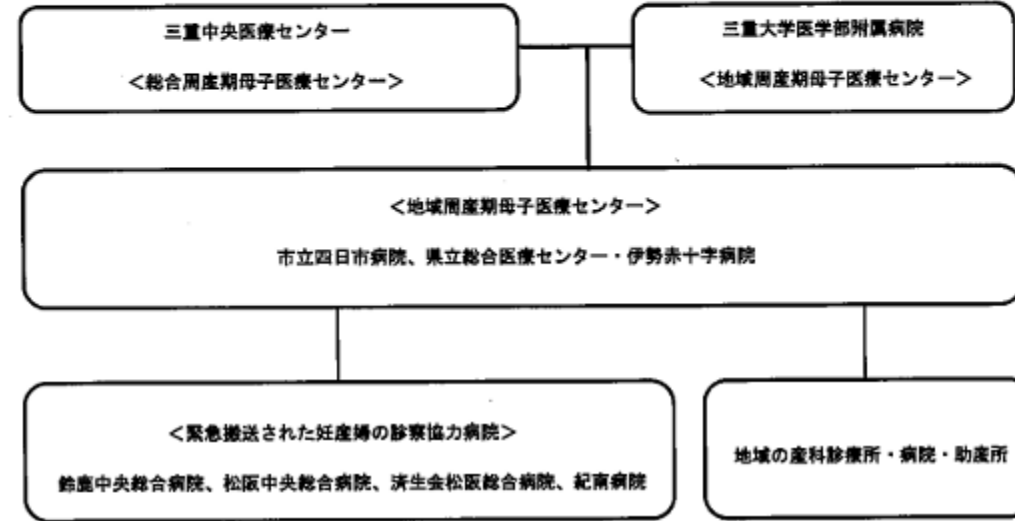 三重中央医療センター
<総合周産期母子医療センター>
三重大学医学部附属病院
<地域周産期母子医療センター>
<地域周産期母子医療センター>
市立四日市病院、県立総合医療センター・伊勢赤十字病院
<緊急搬送された妊産婦の診察協力病院>
鈴鹿中央総合病院、松阪中央総合病院、済生会松阪総合病院、紀南病院
地域の産科診療所・病院・助産所